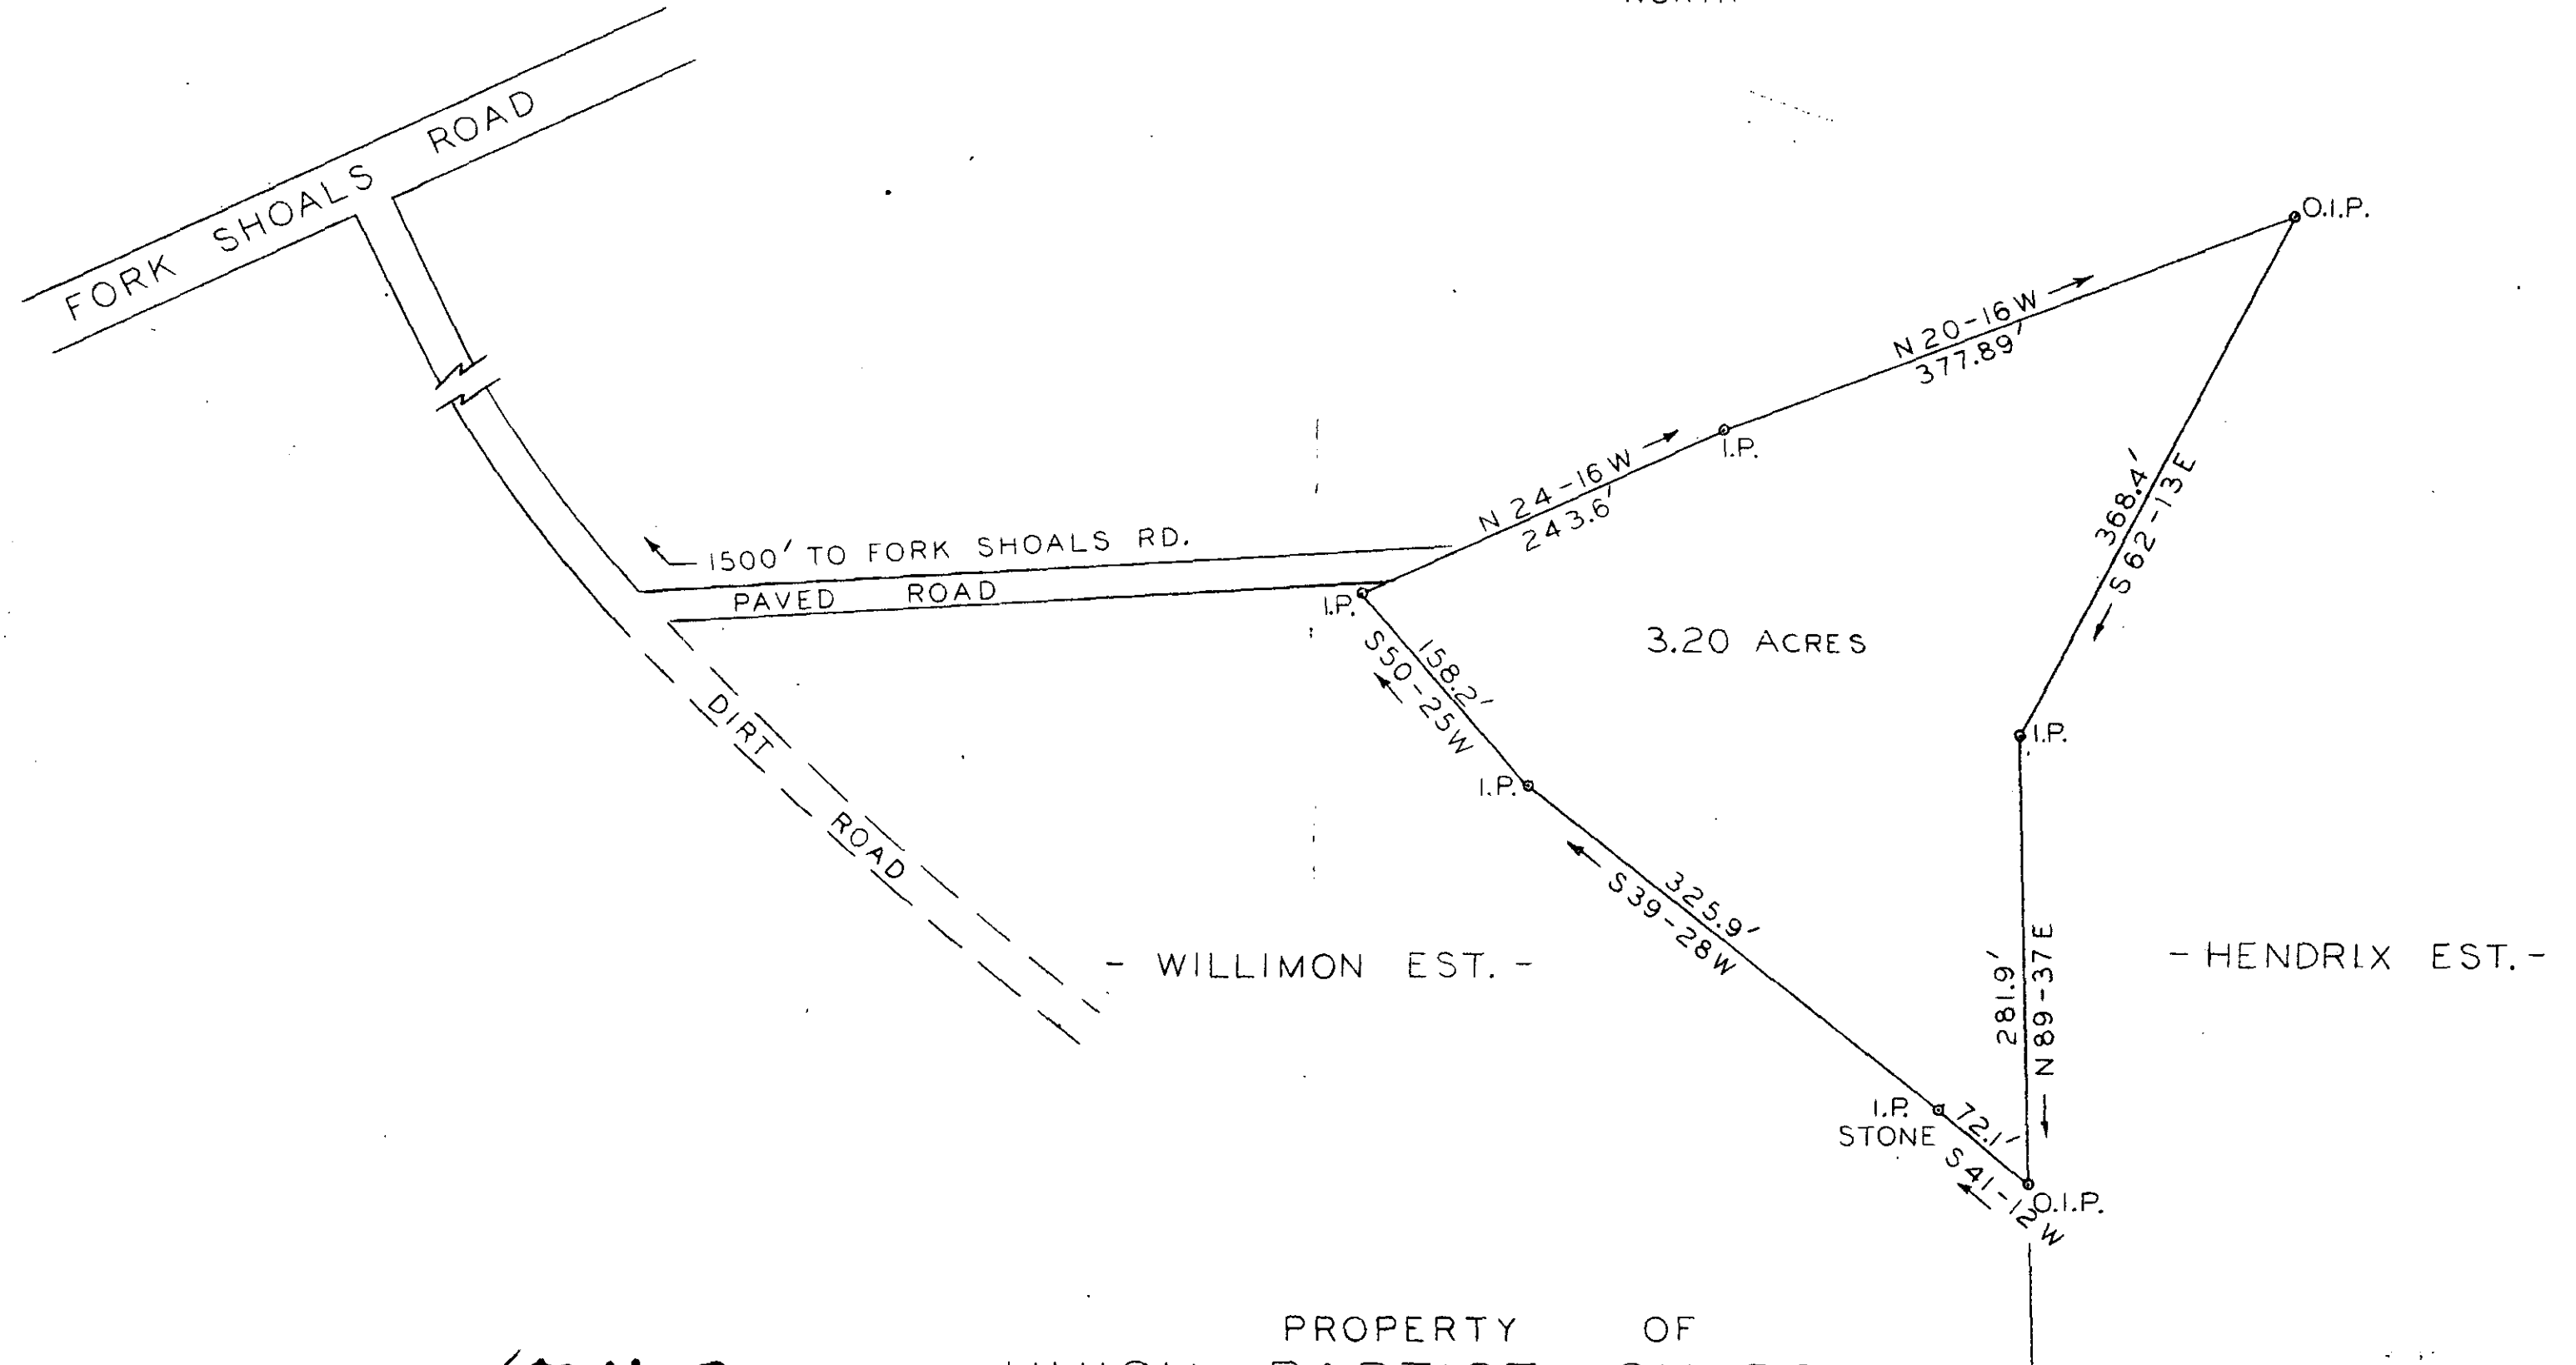 NORTH
FORK SHOALS ROAD
O.I.P.
N 20-16 W
377.89'
I.P.
N 24-16 W
243.6'
368.4'
S 62-13 E
1500' TO FORK SHOALS RD.
PAVED ROAD
I.P.
3.20 ACRES
158.2'
S 50-25 W
I.P.
DIRT ROAD
I.P.
325.9'
S 39-28 W
- WILLIMON EST. -
281.9'
N 89-37 E
- HENDRIX EST. -
I.P.
STONE
72.1'
S 41-12 W
O.I.P.
PROPERTY OF
BAPTIST